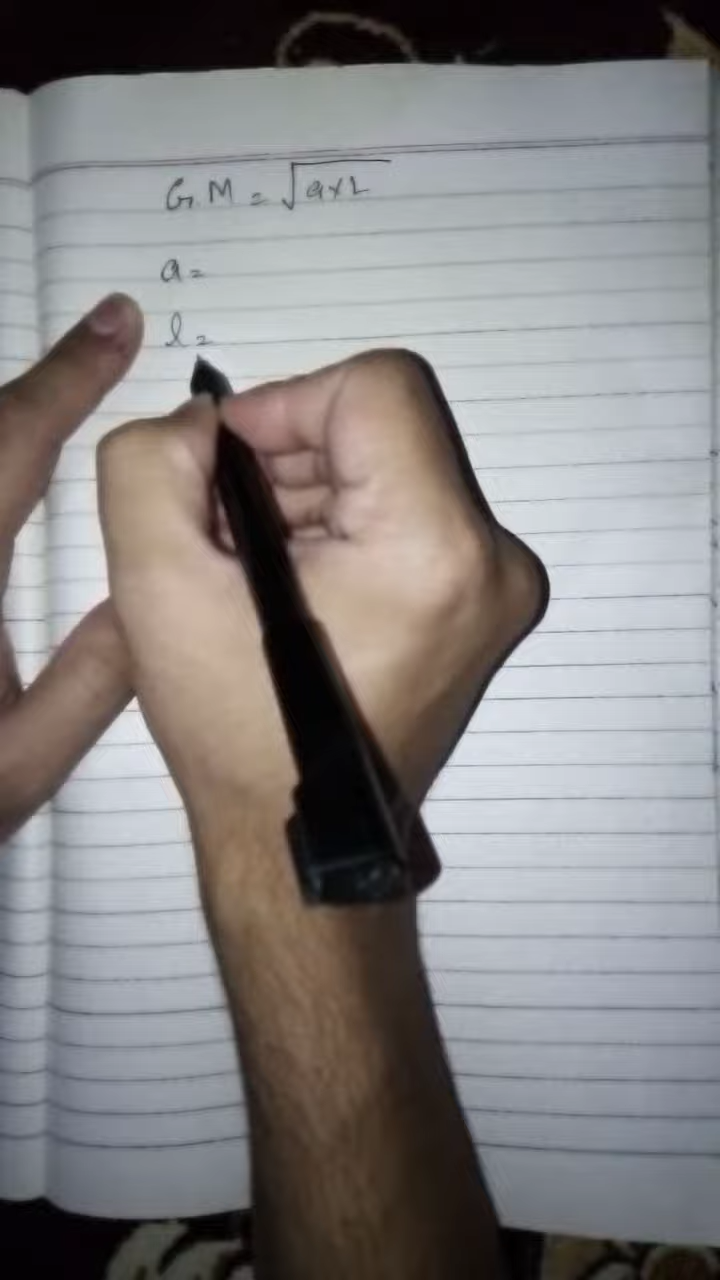 G.M = √a×L
a =
l =